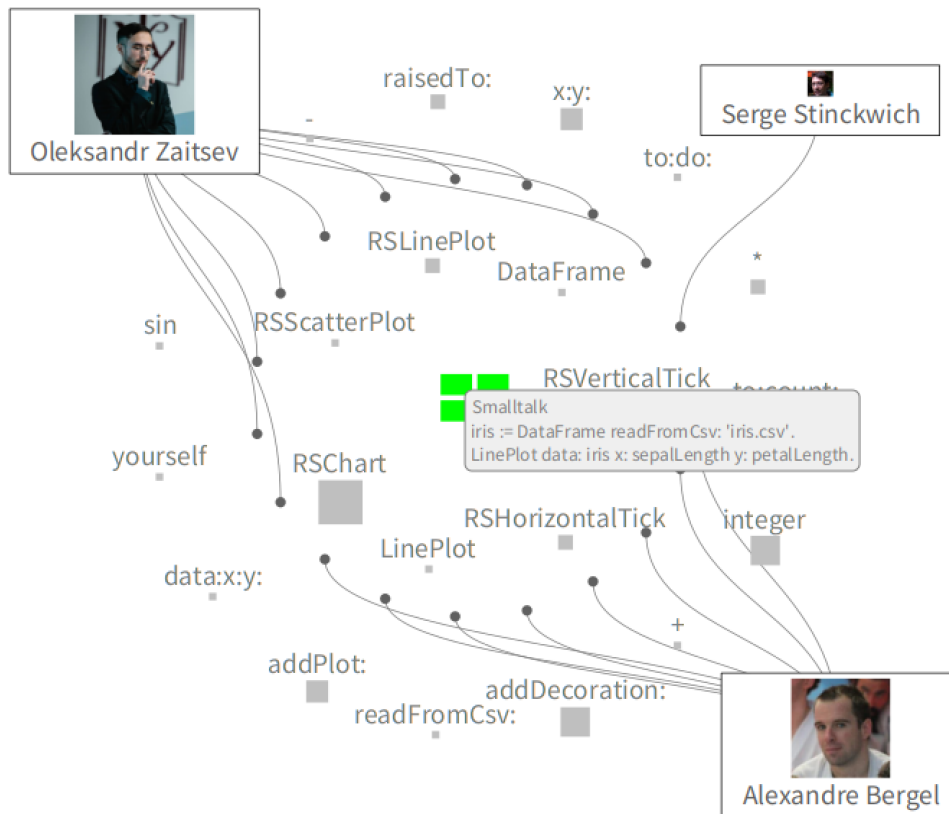 raisedTo:
x:y:
-
Oleksandr Zaitsev
Serge Stinckwich
to:do:
RSLinePlot
DataFrame
*
sin
RSScatterPlot
RSVerticalTick
to:count:
Smalltalk
iris := DataFrame readFromCsv: 'iris.csv'.
LinePlot data: iris x: sepalLength y: petalLength.
yourself
RSChart
RSHorizontalTick
integer
LinePlot
data:x:y:
+
addPlot:
addDecoration:
readFromCsv:
Alexandre Bergel